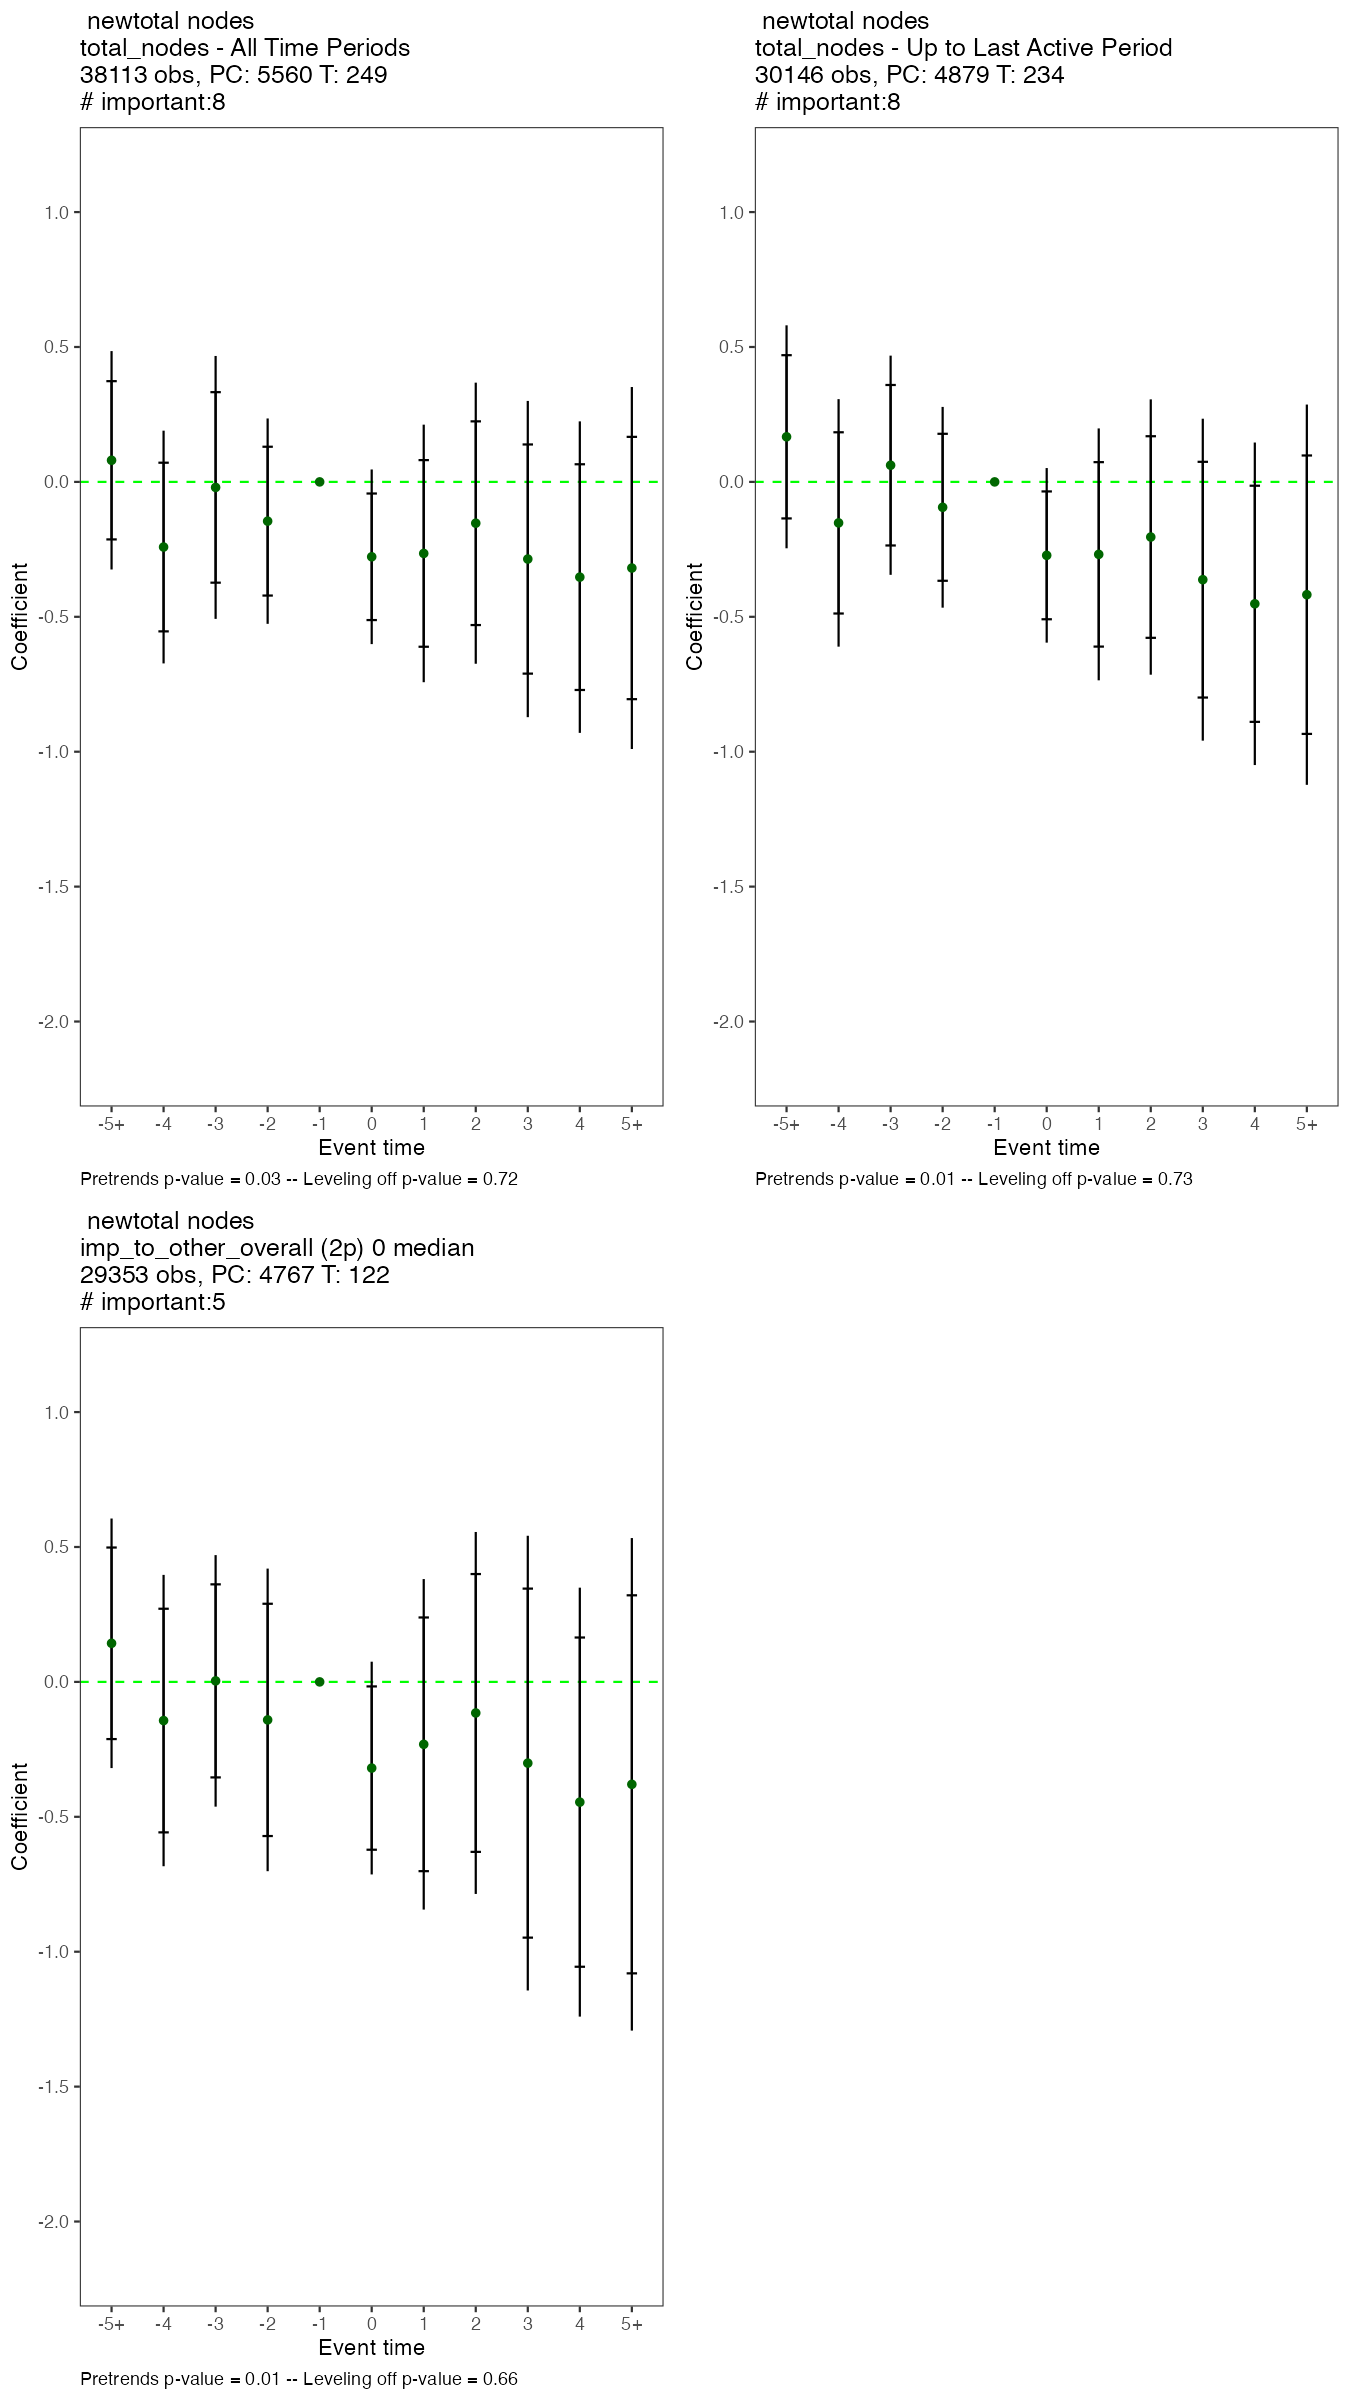 newtotal nodes
total_nodes - All Time Periods
38113 obs, PC: 5560 T: 249
# important:8
1.0
0.5
0.0
-0.5
-1.0
-1.5
-2.0
Coefficient
-5+ -4 -3 -2 -1 0 1 2 3 4 5+
Event time
Pretrends p-value = 0.03 -- Leveling off p-value = 0.72
newtotal nodes
total_nodes - Up to Last Active Period
30146 obs, PC: 4879 T: 234
# important:8
1.0
0.5
0.0
-0.5
-1.0
-1.5
-2.0
Coefficient
-5+ -4 -3 -2 -1 0 1 2 3 4 5+
Event time
Pretrends p-value = 0.01 -- Leveling off p-value = 0.73
newtotal nodes
imp_to_other_overall (2p) 0 median
29353 obs, PC: 4767 T: 122
# important:5
1.0
0.5
0.0
-0.5
-1.0
-1.5
-2.0
Coefficient
-5+ -4 -3 -2 -1 0 1 2 3 4 5+
Event time
Pretrends p-value = 0.01 -- Leveling off p-value = 0.66